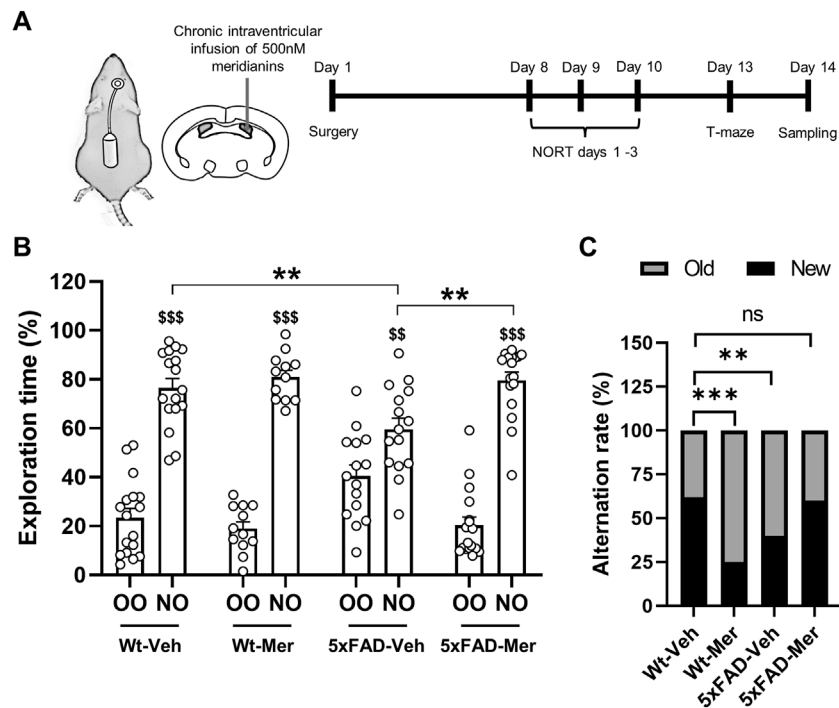 A
Chronic intraventricular
infusion of 500nM
meridianins
Day 1
Day 8
Day 9
Day 10
Day 13
Day 14
Surgery
NORT days 1 -3
T-maze
Sampling
B
Exploration time (%)
120
100
80
60
40
20
0
**
**
$$$
$$$
$$
$$$
OO NO OO NO OO NO OO NO
Wt-Veh Wt-Mer 5xFAD-Veh 5xFAD-Mer
C
Old New
Alternation rate (%)
150
125
100
75
50
25
0
ns
**
***
Wt-Veh
Wt-Mer
5xFAD-Veh
5xFAD-Mer